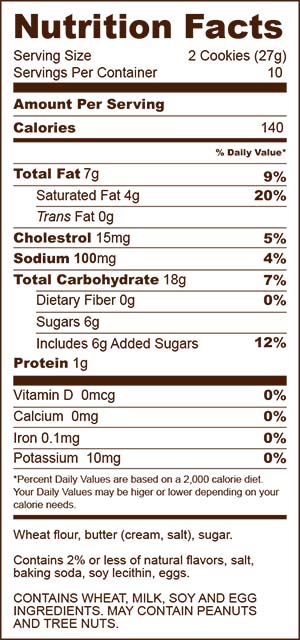 Nutrition Facts
Serving Size 2 Cookies (27g)
Servings Per Container 10
Amount Per Serving
Calories 140
% Daily Value*
Total Fat 7g 9%
Saturated Fat 4g 20%
Trans Fat 0g
Cholestrol 15mg 5%
Sodium 100mg 4%
Total Carbohydrate 18g 7%
Dietary Fiber 0g 0%
Sugars 6g
Includes 6g Added Sugars 12%
Protein 1g
Vitamin D 0mcg 0%
Calcium 0mg 0%
Iron 0.1mg 0%
Potassium 10mg 0%
*Percent Daily Values are based on a 2,000 calorie diet.
Your Daily Values may be higer or lower depending on your
calorie needs.
Wheat flour, butter (cream, salt), sugar.
Contains 2% or less of natural flavors, salt,
baking soda, soy lecithin, eggs.
CONTAINS WHEAT, MILK, SOY AND EGG
INGREDIENTS. MAY CONTAIN PEANUTS
AND TREE NUTS.